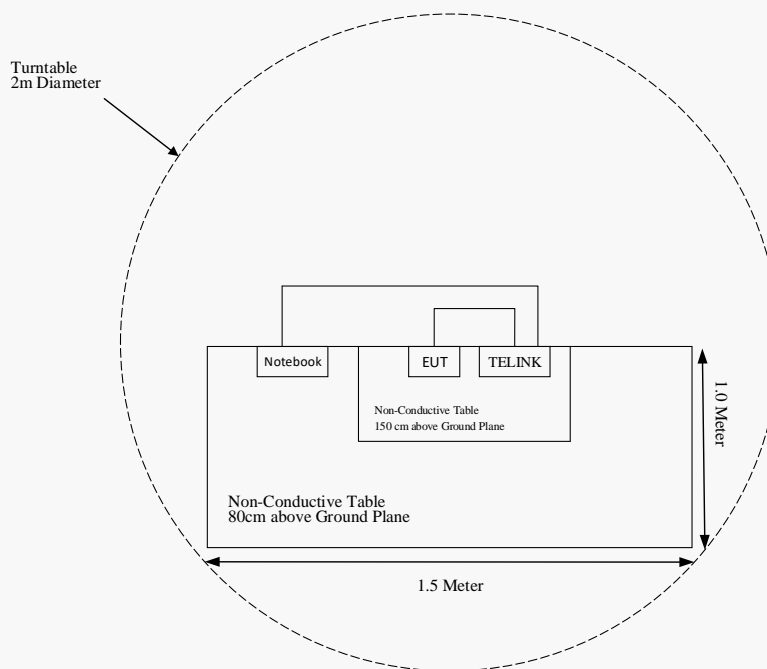 Turntable
2m Diameter
Notebook
EUT
TELINK
Non-Conductive Table
150 cm above Ground Plane
1.0 Meter
Non-Conductive Table
80cm above Ground Plane
1.5 Meter